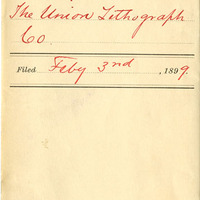 The Union Lithograph
Co.
Filed Feby 3rd, 1899.